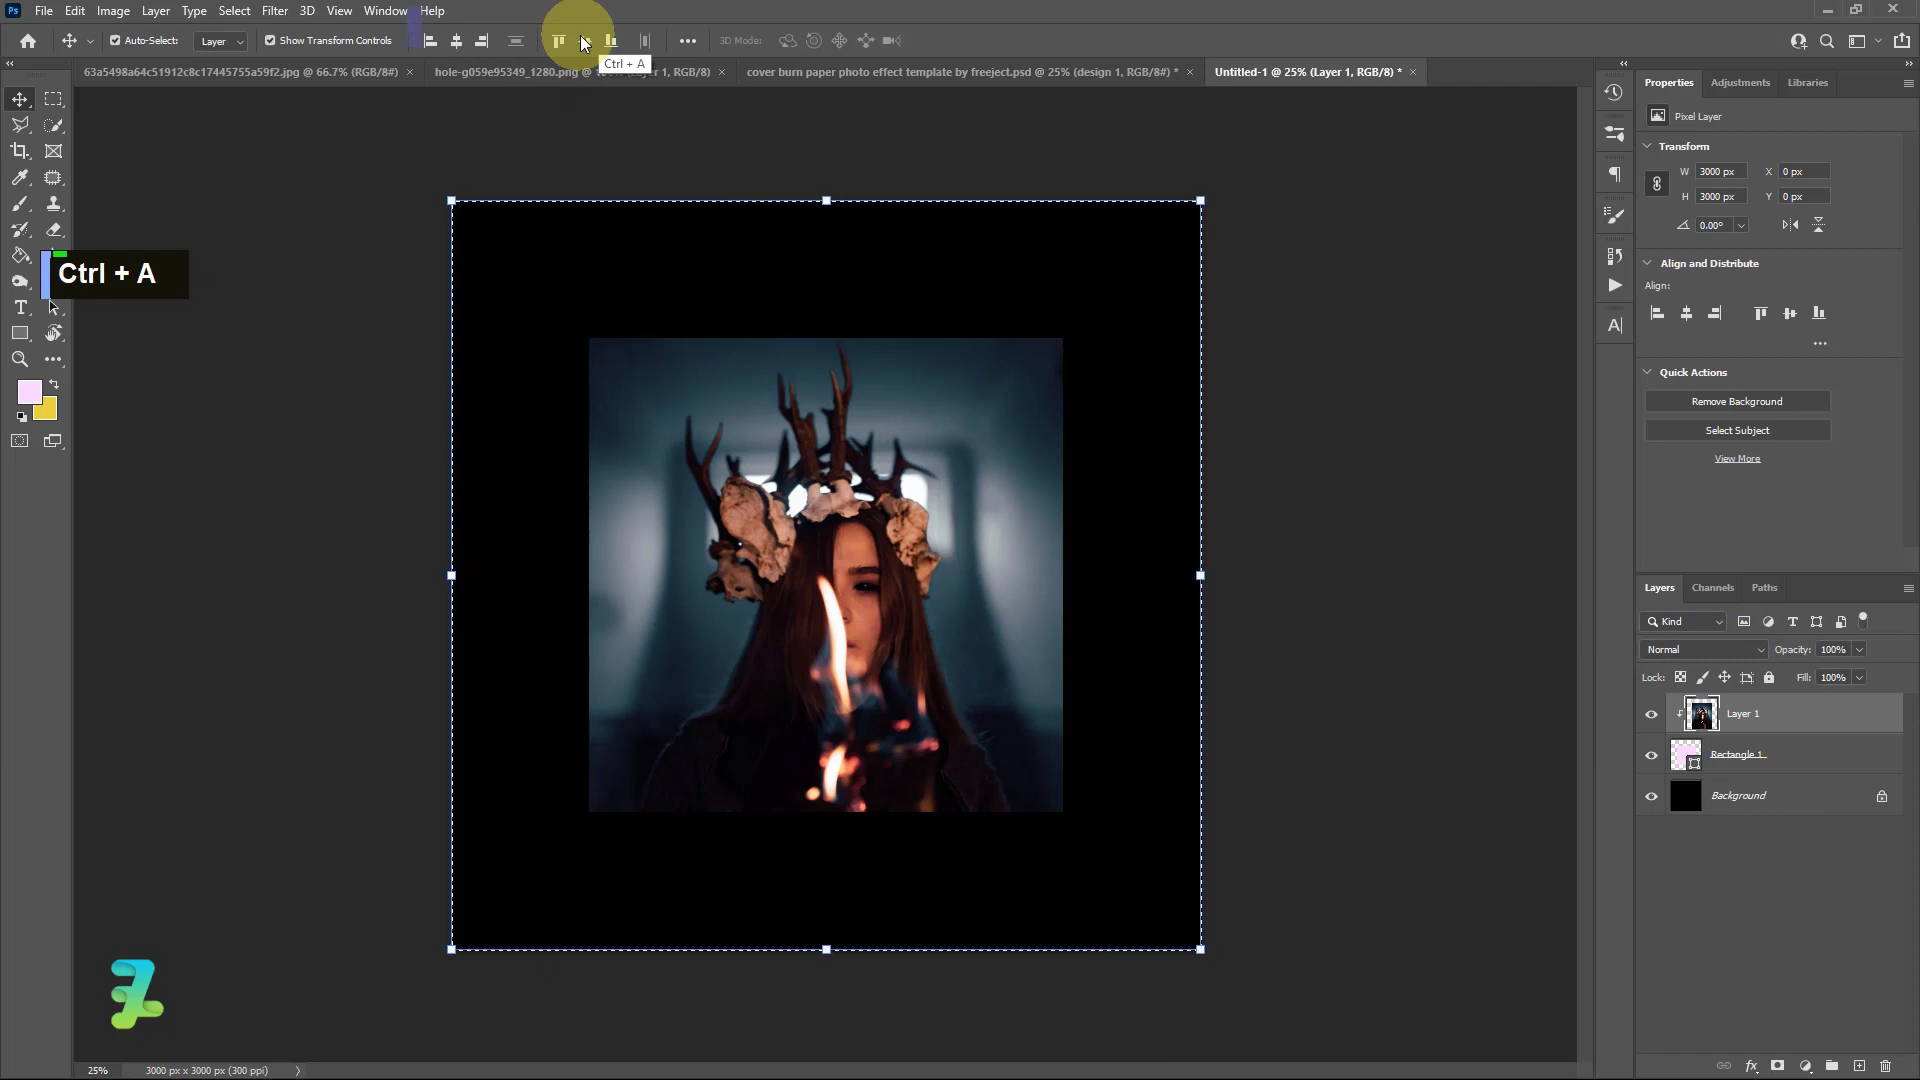 Ps File Edit Image Layer Type Select Filter 3D View Window Help
Auto-Select: Layer Show Transform Controls 3D Mode:
Ctrl + A
63a5498a64c51912c8c17445755a59f2.jpg @ 66.7% (RGB/8#) × hole-g059e95349_1280.png @ 1 1, RGB/8) × cover burn paper photo effect template by freeject.psd @ 25% (design 1, RGB/8#) * × Untitled-1 @ 25% (Layer 1, RGB/8) * ×
Properties Adjustments Libraries
Pixel Layer
Transform
W 3000 px X 0 px
H 3000 px Y 0 px
0.00°
Align and Distribute
Align:
Quick Actions
Remove Background
Select Subject
View More
Ctrl + A
Layers Channels Paths
Kind
Normal Opacity: 100%
Lock: Fill: 100%
Layer 1
Rectangle 1
Background
25% 3000 px x 3000 px (300 ppi)